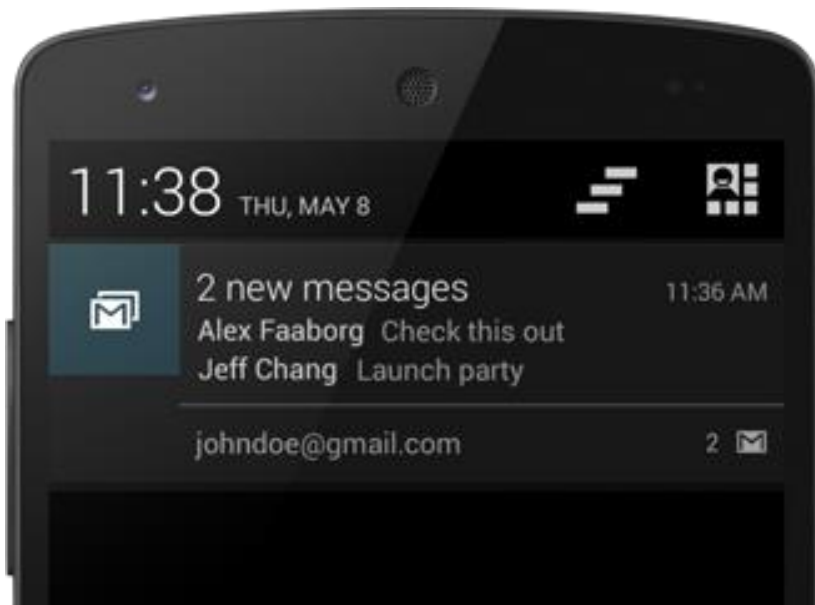 11:38 THU, MAY 8
2 new messages 11:36 AM
Alex Faaborg Check this out
Jeff Chang Launch party
johndoe@gmail.com 2